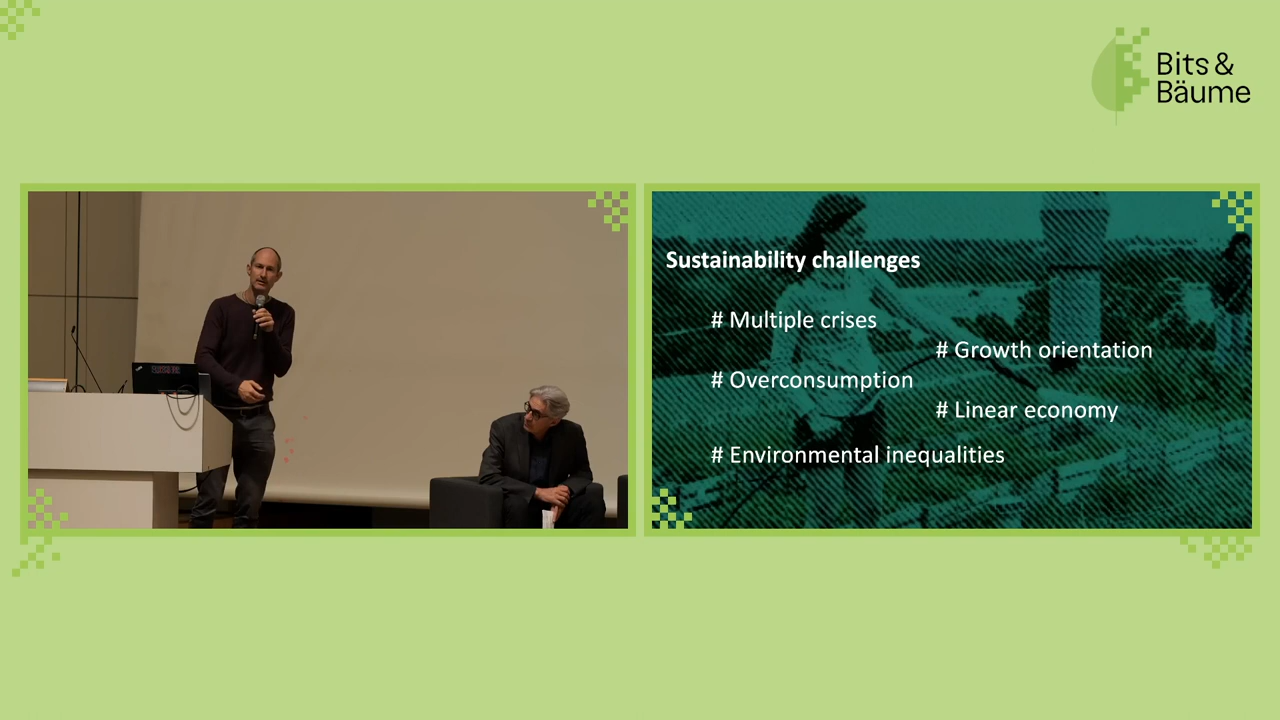 Bits &
Bäume
Sustainability challenges
# Multiple crises
# Growth orientation
# Overconsumption
# Linear economy
# Environmental inequalities